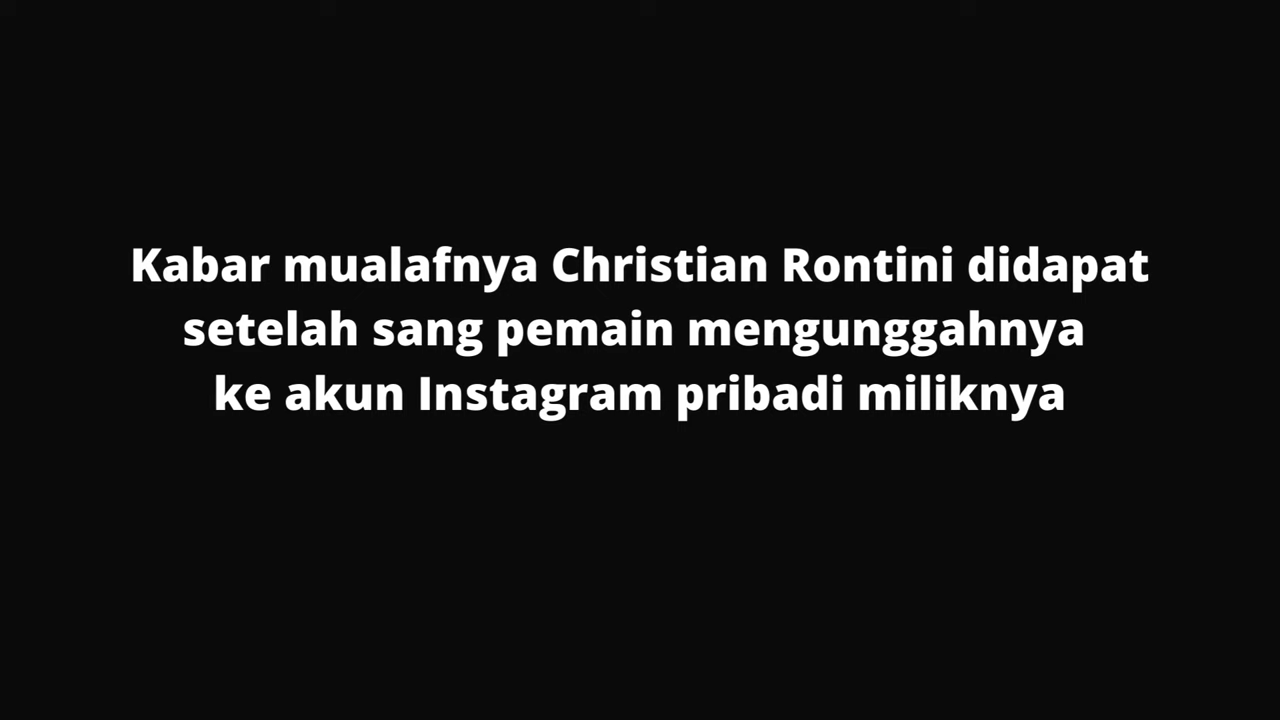 Kabar mualafnya Christian Rontini didapat
setelah sang pemain mengunggahnya
ke akun Instagram pribadi miliknya